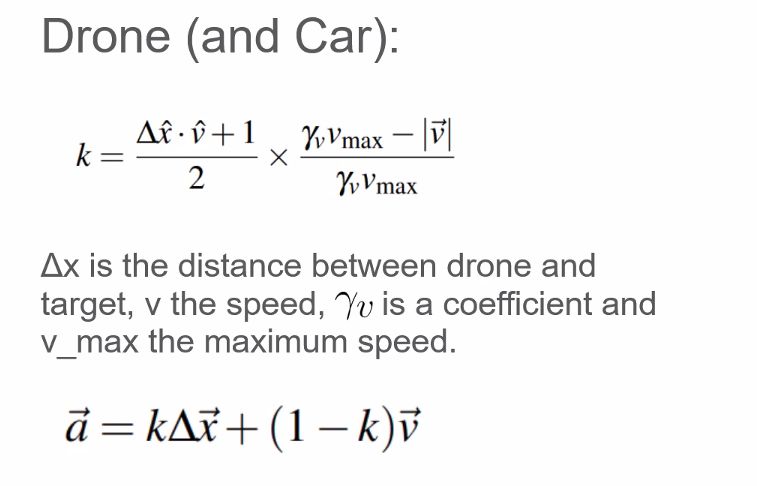 Drone (and Car):
k = \frac{\Delta\hat{x} \cdot \hat{v} + 1}{2} \times \frac{\gamma_v v_{\max} - |\vec{v}|}{\gamma_v v_{\max}}
Δx is the distance between drone and
target, v the speed, γ_v is a coefficient and
v_max the maximum speed.
\vec{a} = k\Delta\vec{x} + (1 - k)\vec{v}